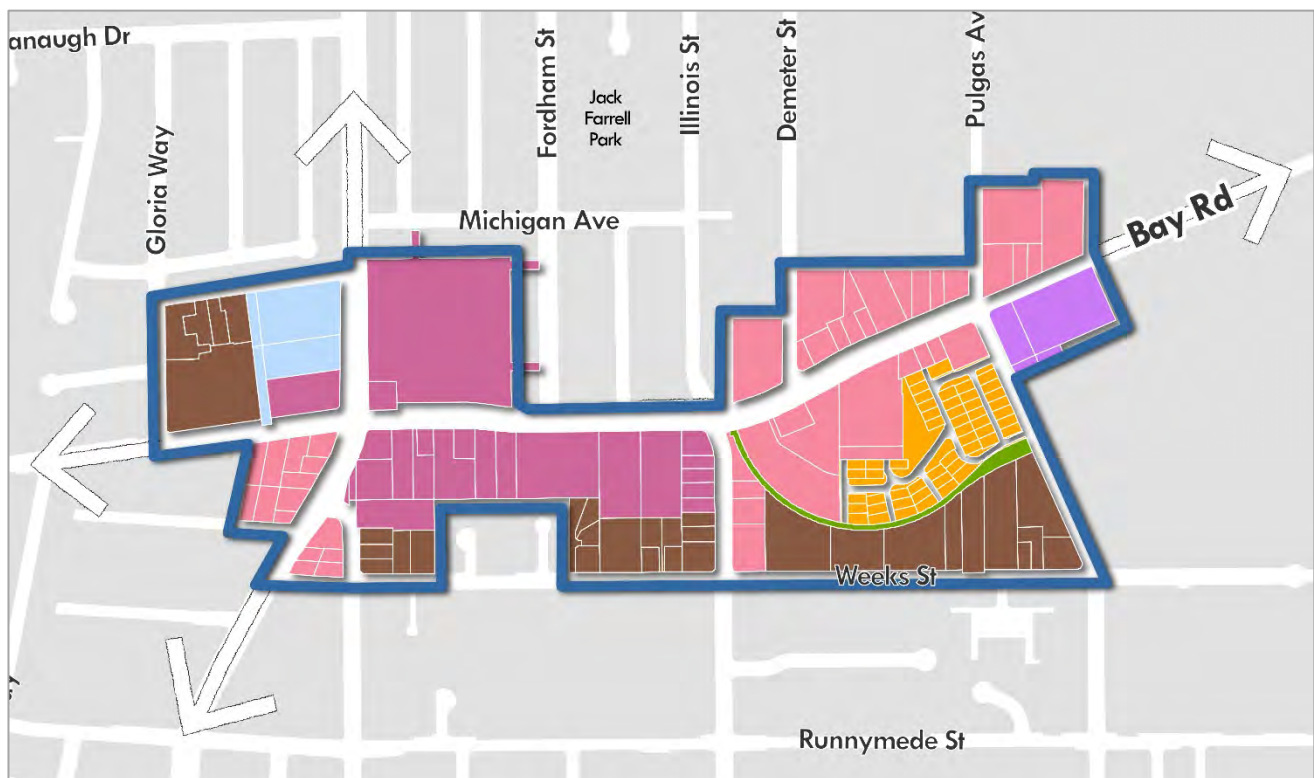 anaugh Dr
Gloria Way
Fordham St
Jack
Farrell
Park
Illinois St
Demeter St
Pulgas Av
Michigan Ave
Bay Rd
Weeks St
Runnymede St